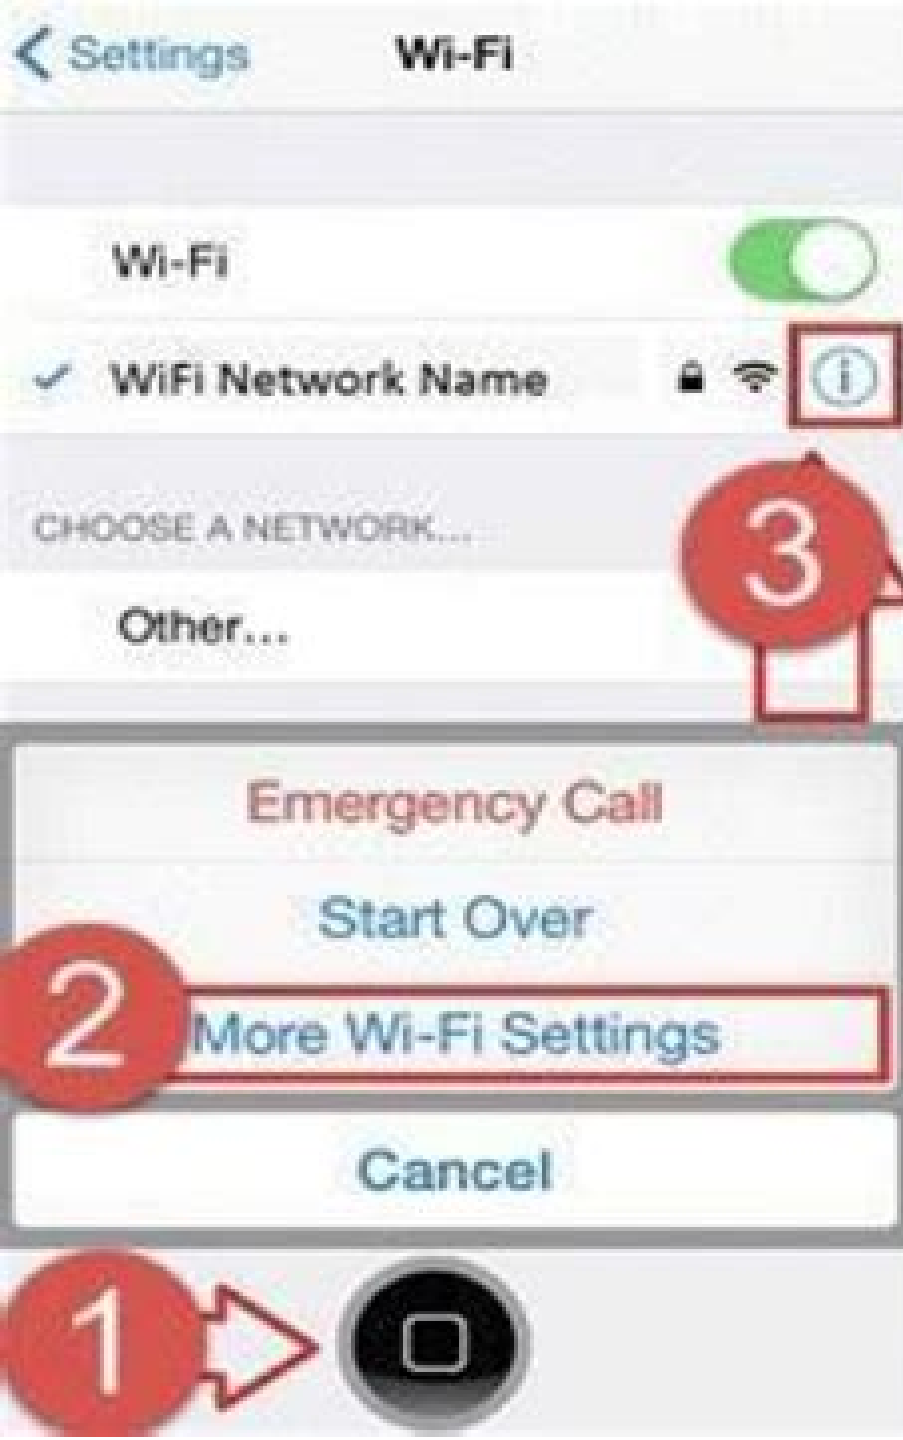 Settings Wi-Fi
Wi-Fi
WiFi Network Name
CHOOSE A NETWORK...
3
Other...
Emergency Call
Start Over
2
More Wi-Fi Settings
Cancel
1